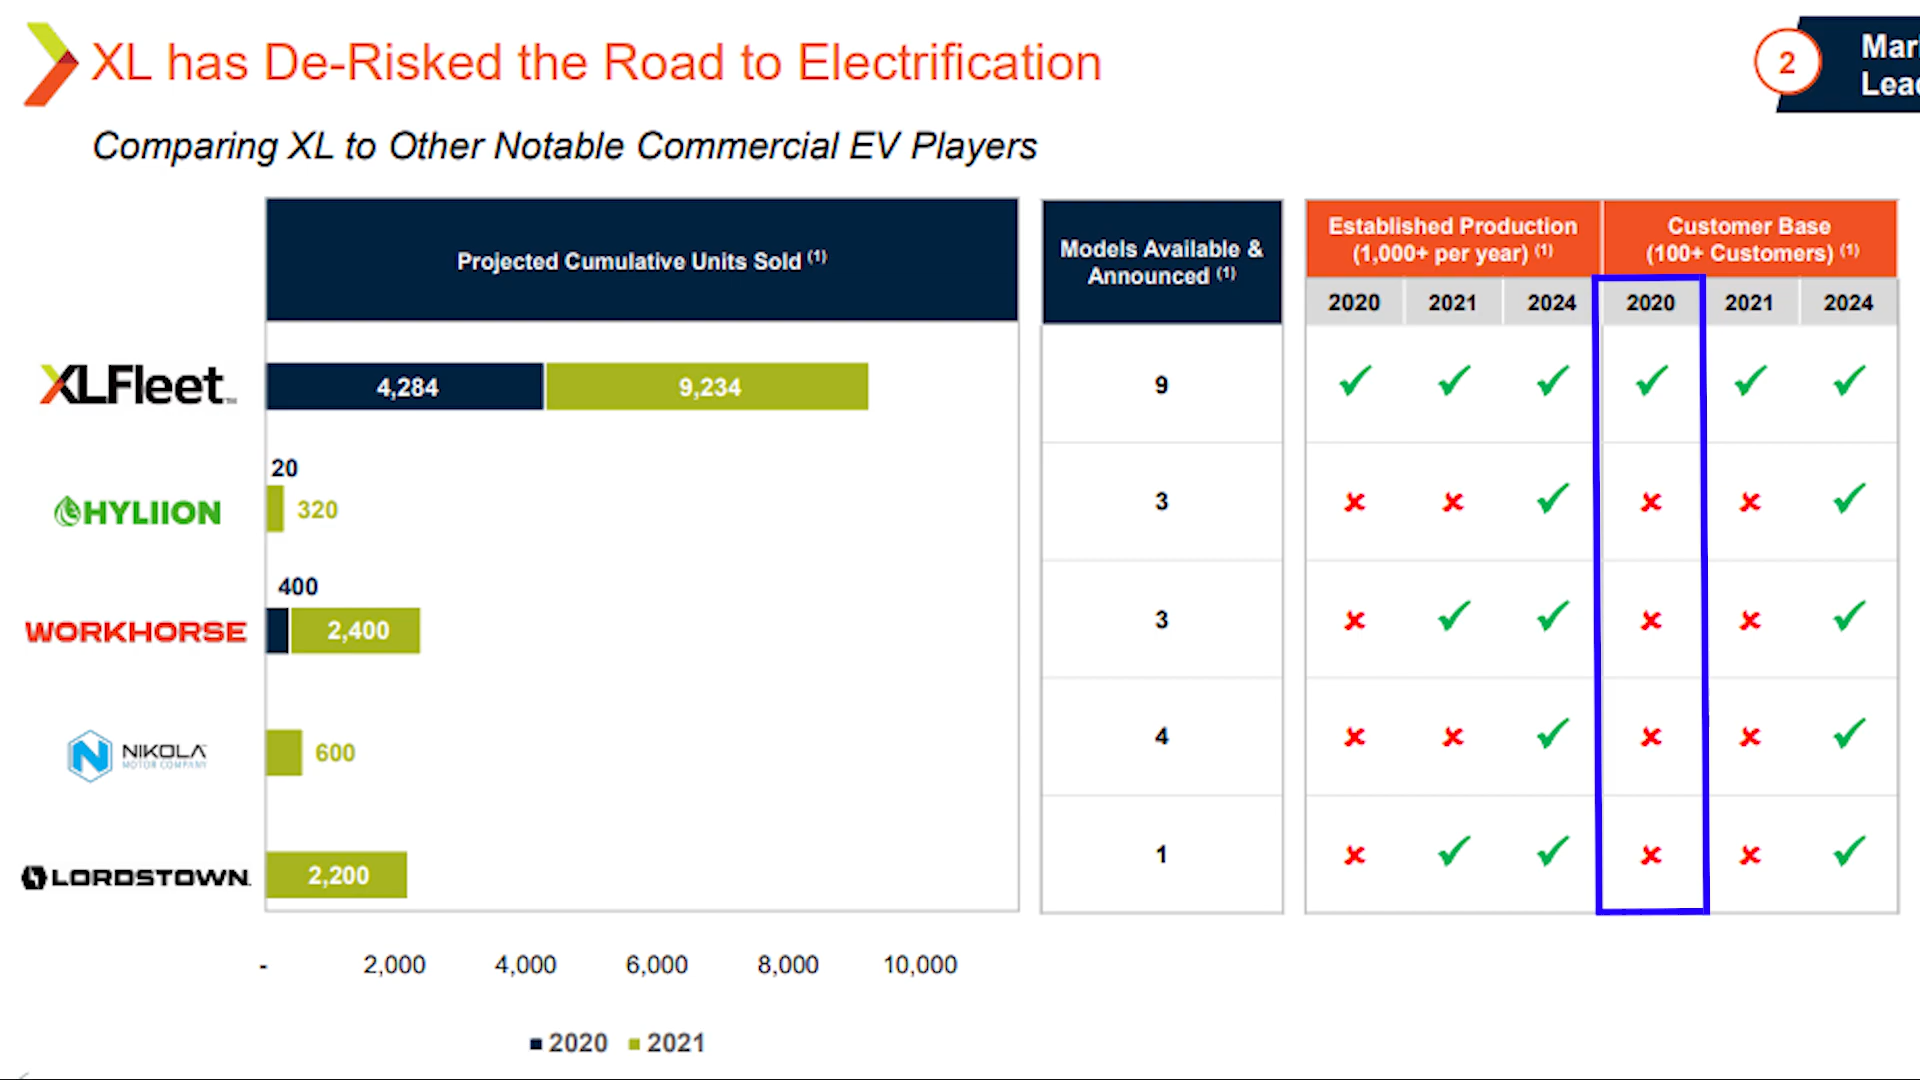 XL has De-Risked the Road to Electrification
2
Comparing XL to Other Notable Commercial EV Players
Projected Cumulative Units Sold (1)
Models Available &
Announced (1)
Established Production
(1,000+ per year) (1)
Customer Base
(100+ Customers) (1)
2020 2021 2024 2020 2021 2024
XLFleet™
4,284 9,234
9
20
HYLIION
320
3
400
WORKHORSE
2,400
3
NIKOLA
MOTOR COMPANY
600
4
LORDSTOWN
2,200
1
- 2,000 4,000 6,000 8,000 10,000
2020 2021